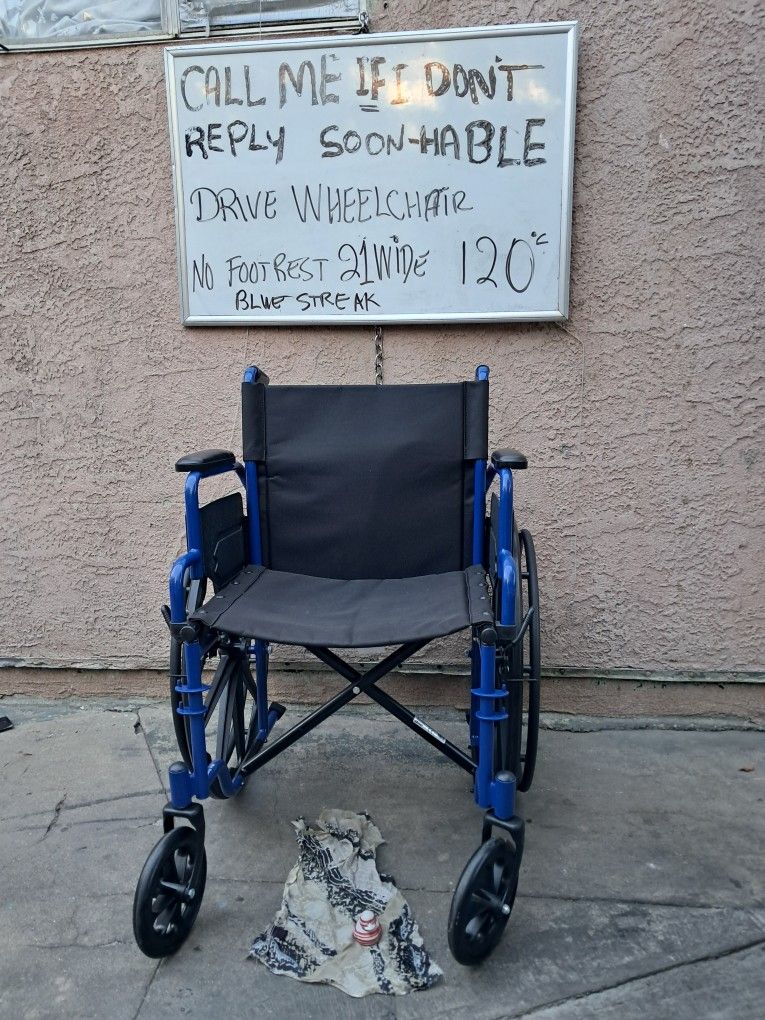 CALL ME IF I DON'T
REPLY SOON-HABLE
DRIVE WHEELCHAIR
NO FOOTREST 21WIDE 120°C
BLUE STREAK